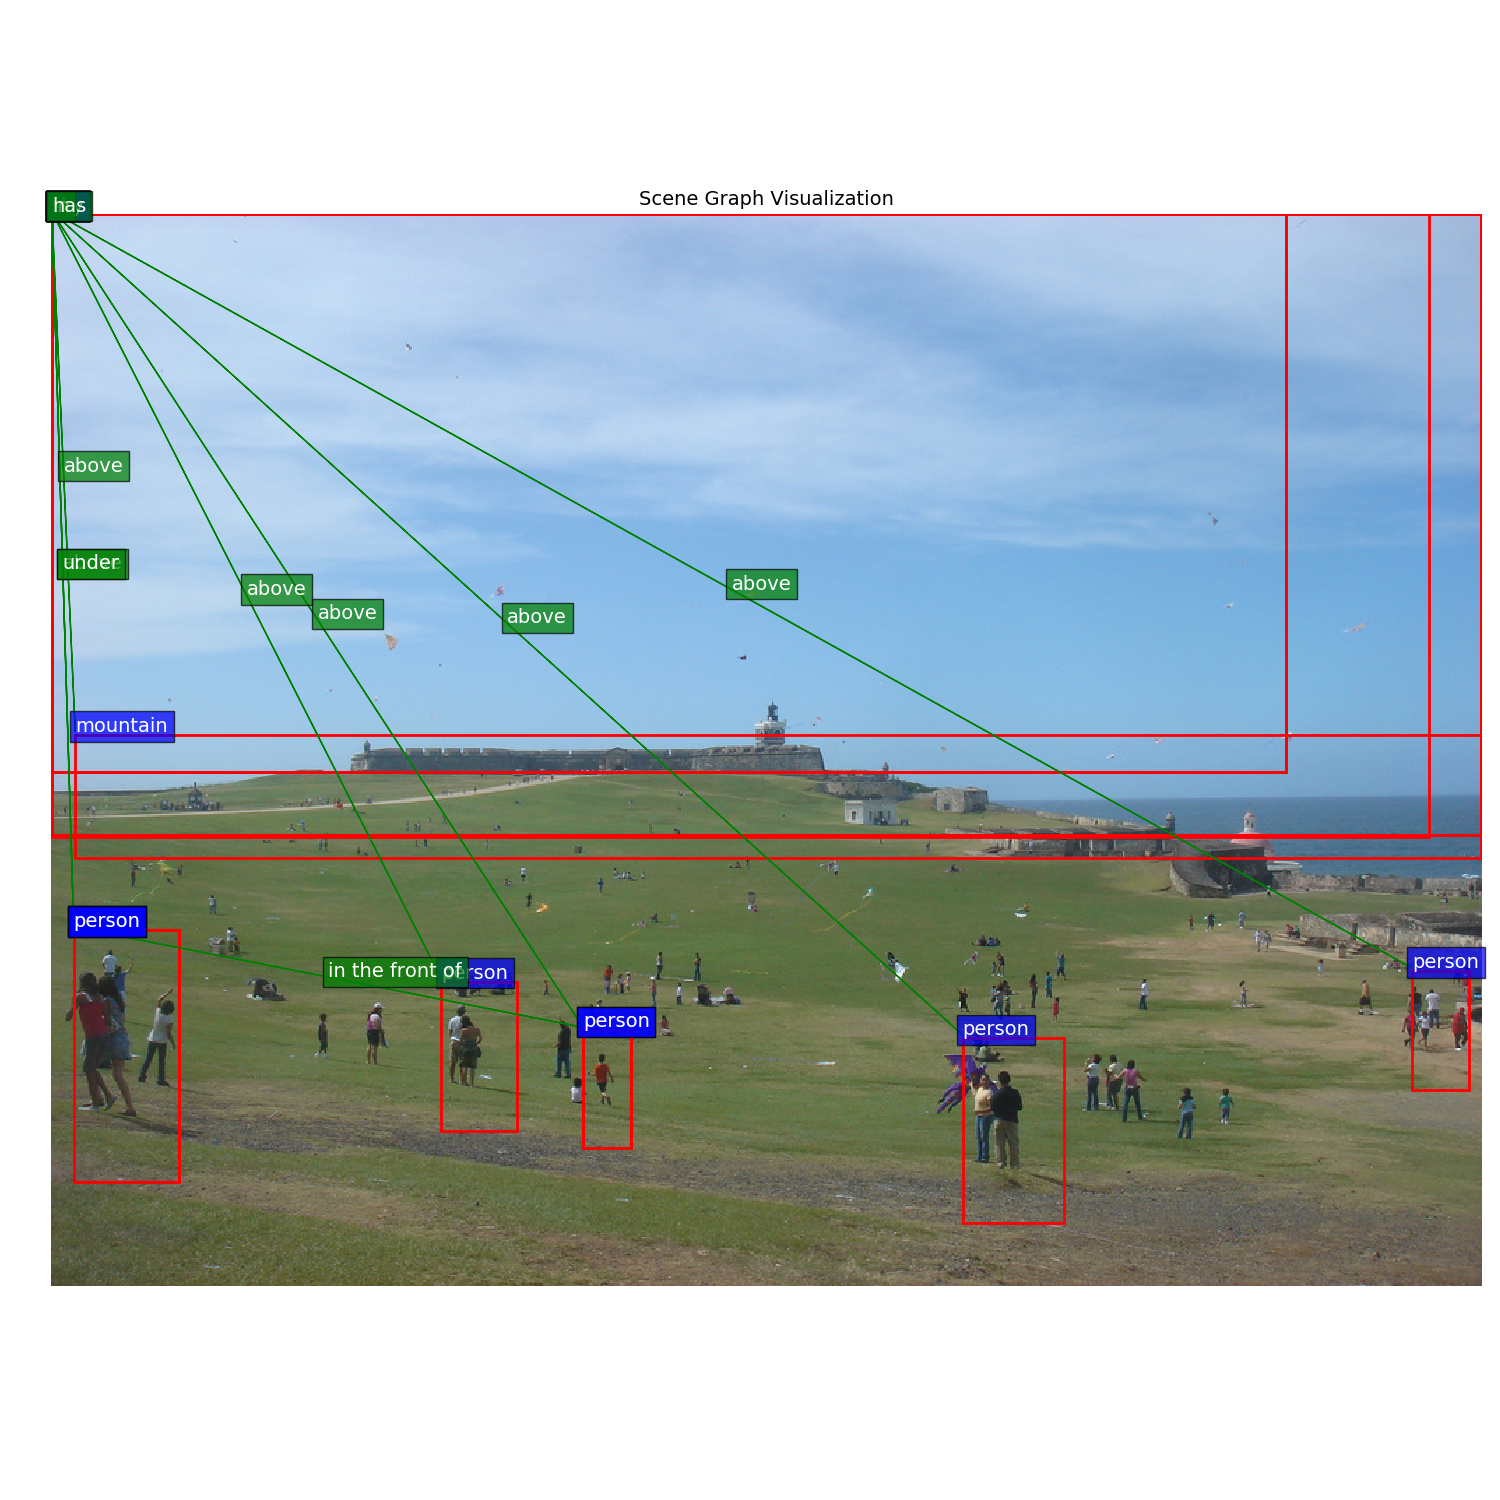 Scene Graph Visualization
has
above
under
above
above
above
above
mountain
person
in the front of
person
person
person
person